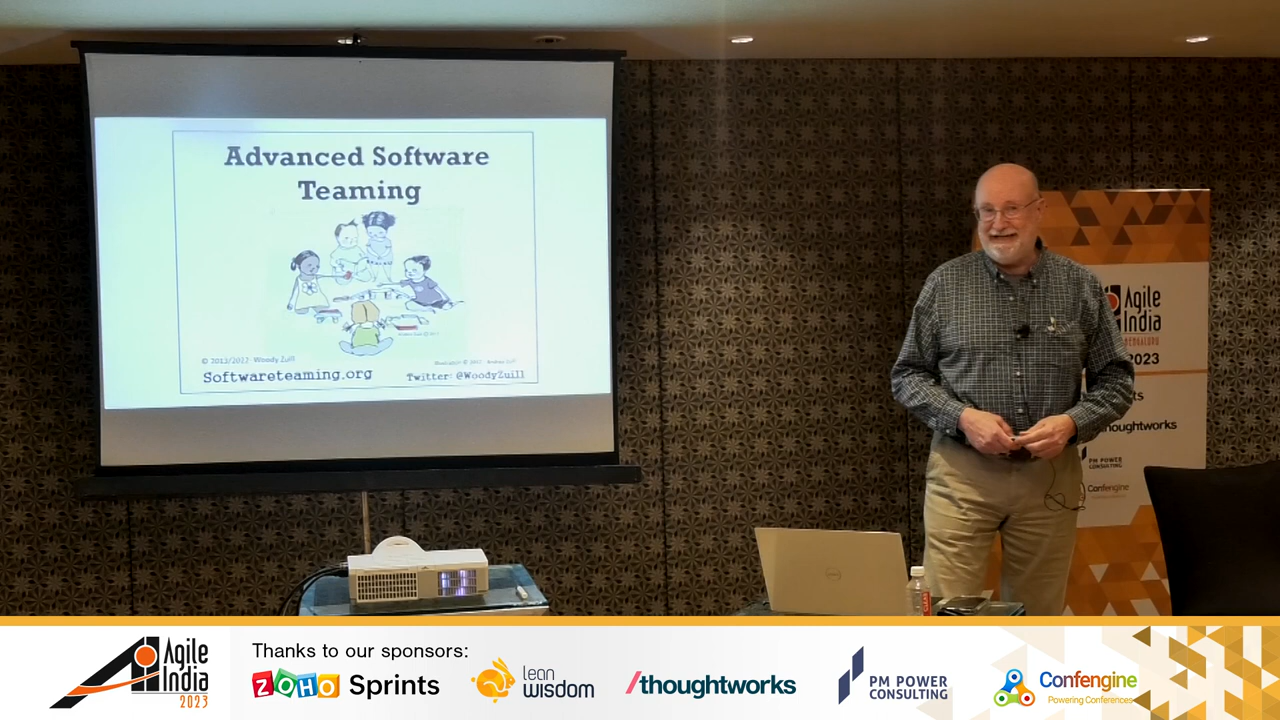 Advanced Software
Teaming
© 2013/2022 Woody Zuill
Softwareteaming.org
Twitter: @WoodyZuill
Agile
India
2023
thoughtworks
PM POWER
CONSULTING
Confengine
DELL
Agile
India
2023
Thanks to our sponsors:
ZOHO Sprints
lean
wisdom
/thoughtworks
PM POWER
CONSULTING
Confengine
Powering Conferences